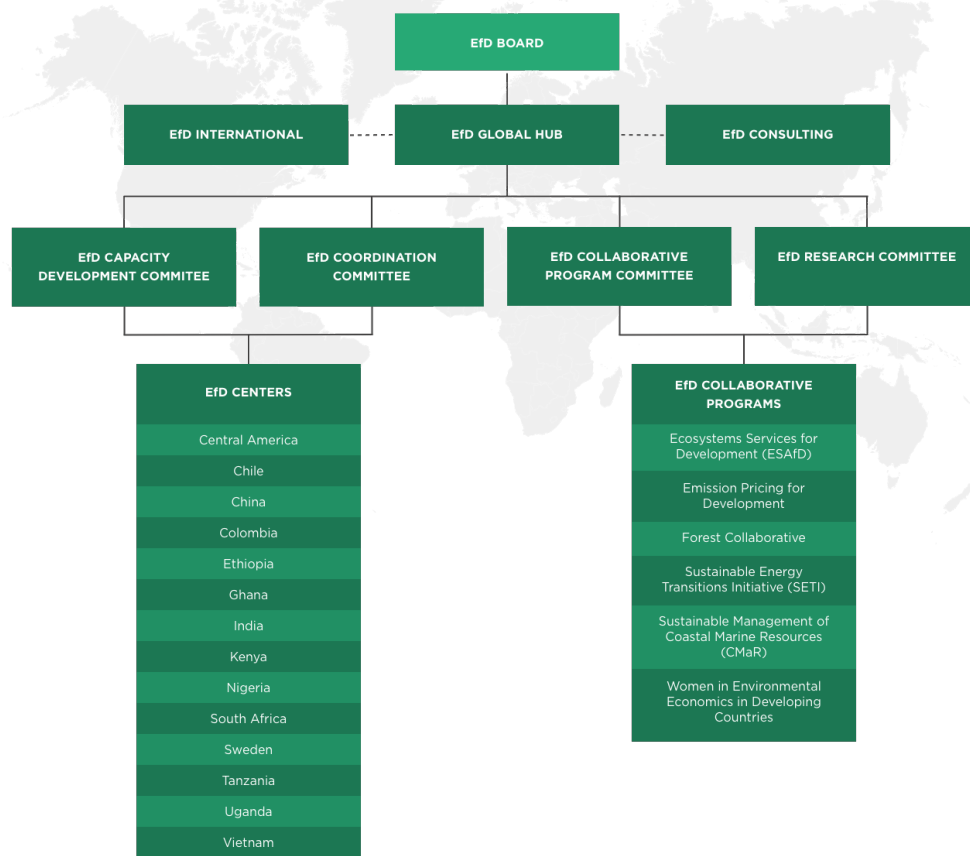 EfD BOARD
EfD INTERNATIONAL
EfD GLOBAL HUB
EfD CONSULTING
EfD CAPACITY
DEVELOPMENT COMMITEE
EfD COORDINATION
COMMITTEE
EfD COLLABORATIVE
PROGRAM COMMITTEE
EfD RESEARCH COMMITTEE
EfD CENTERS
Central America
Chile
China
Colombia
Ethiopia
Ghana
India
Kenya
Nigeria
South Africa
Sweden
Tanzania
Uganda
Vietnam
EfD COLLABORATIVE
PROGRAMS
Ecosystems Services for
Development (ESAfD)
Emission Pricing for
Development
Forest Collaborative
Sustainable Energy
Transitions Initiative (SETI)
Sustainable Management of
Coastal Marine Resources
(CMaR)
Women in Environmental
Economics in Developing
Countries